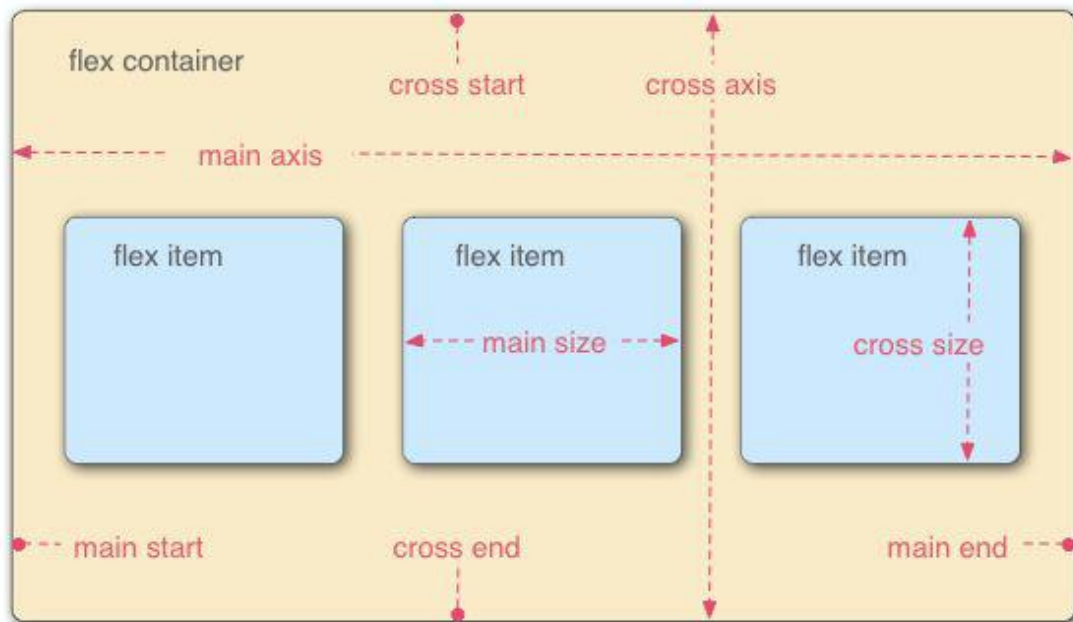 flex container
cross start
cross axis
main axis
flex item
flex item
flex item
main size
cross size
main start
cross end
main end